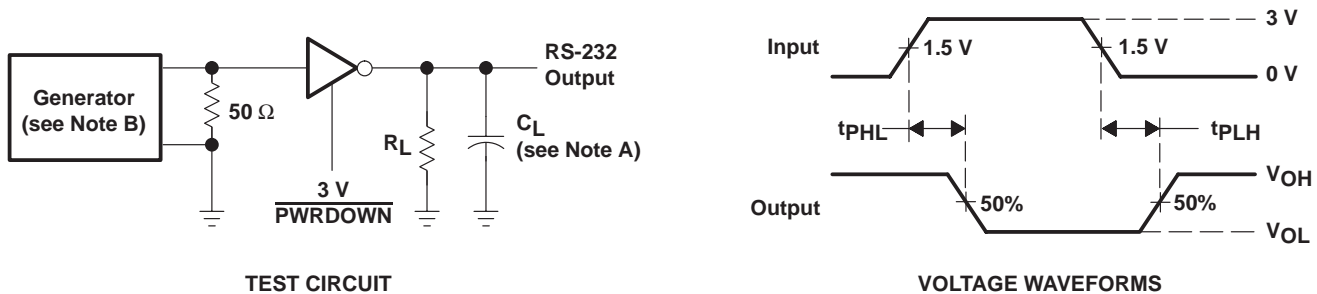 Generator
(see Note B)
50 Ω
3 V
PWRDOWN
RL
CL
(see Note A)
RS-232
Output
TEST CIRCUIT
Input
1.5 V
1.5 V
3 V
0 V
tPHL
tPLH
Output
50%
50%
VOH
VOL
VOLTAGE WAVEFORMS